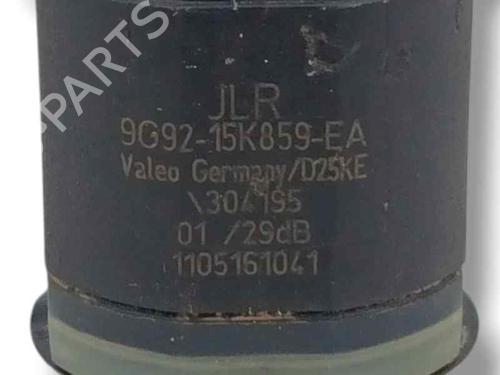 PARTS
JLR
9G92-15K859-EA
Valeo Germany/D25KE
\304195
01 /29dB
1105161041